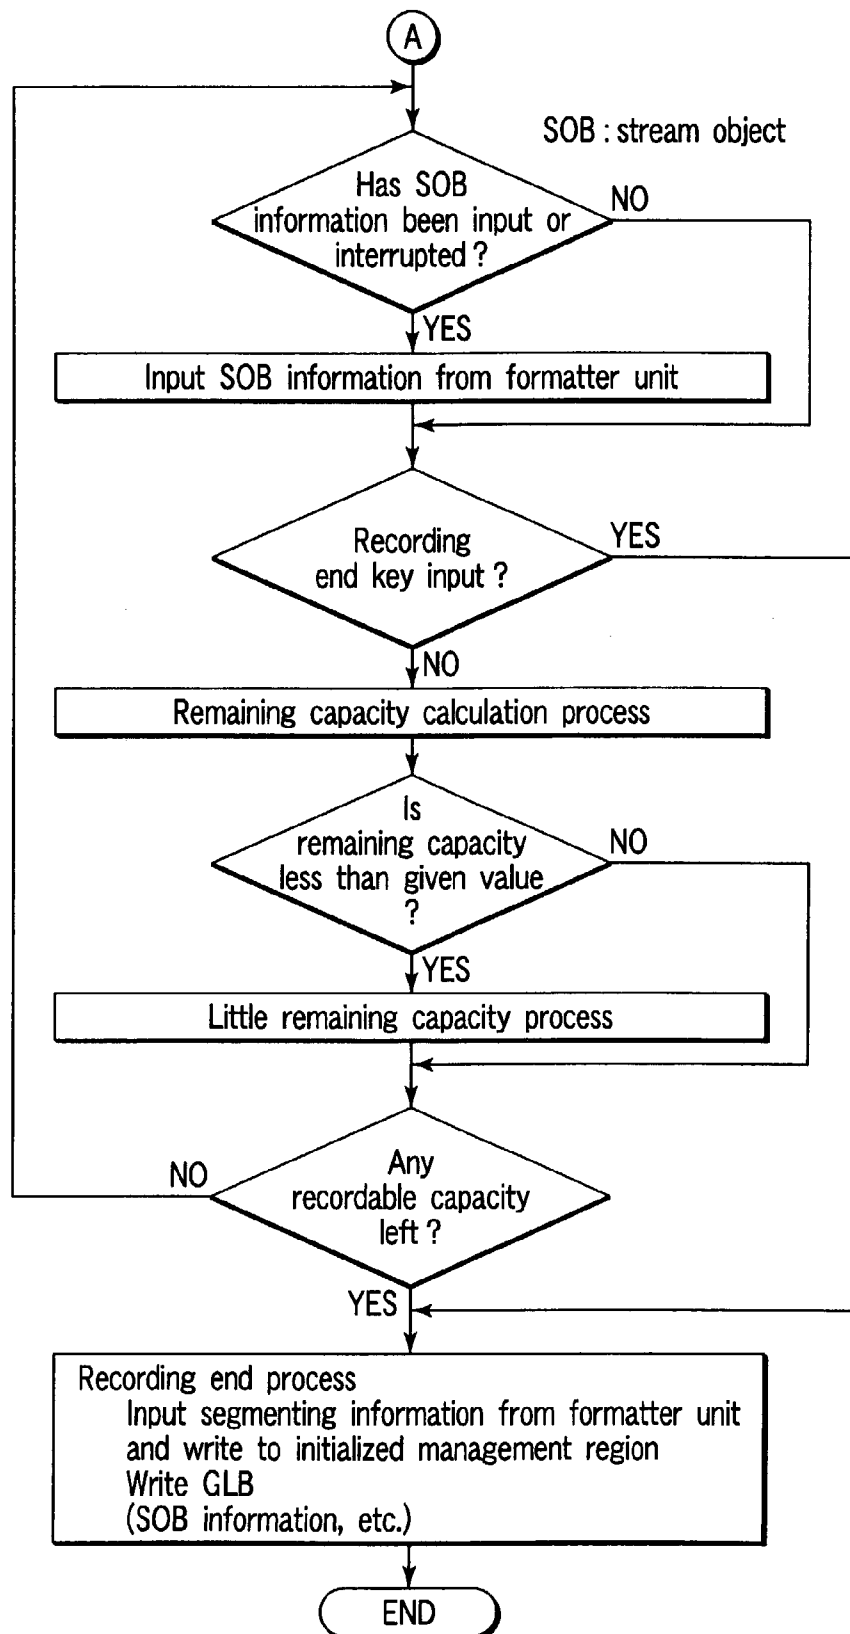 A
SOB : stream object
Has SOB
information been input or
interrupted ?
NO
YES
Input SOB information from formatter unit
Recording
end key input ?
YES
NO
Remaining capacity calculation process
Is
remaining capacity
less than given value
?
NO
YES
Little remaining capacity process
Any
recordable capacity
left ?
NO
YES
Recording end process
Input segmenting information from formatter unit
and write to initialized management region
Write GLB
(SOB information, etc.)
END